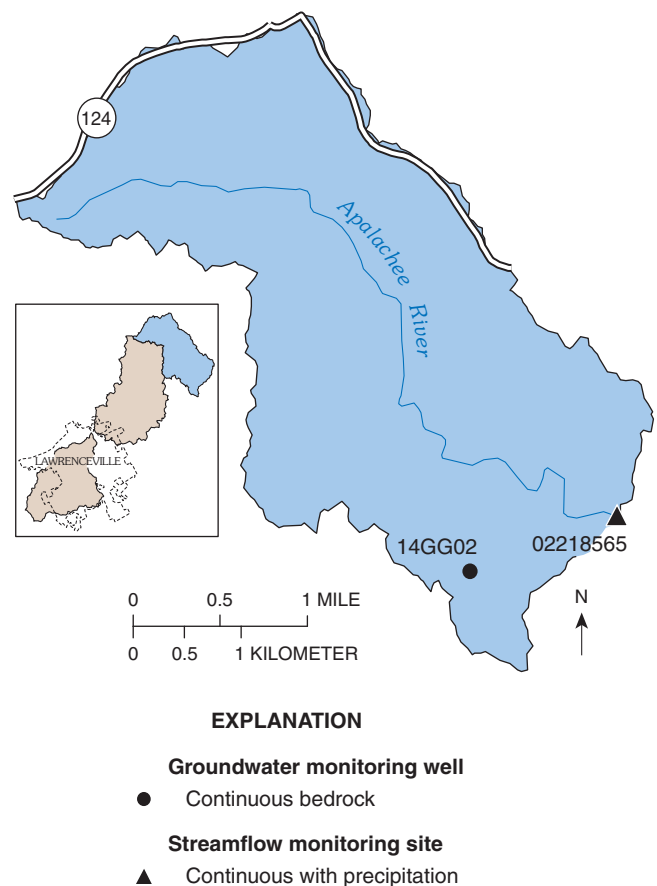 124
Apalachee River
LAWRENCEVILLE
14GG02
02218565
0 0.5 1 MILE
0 0.5 1 KILOMETER
N
EXPLANATION
Groundwater monitoring well
Continuous bedrock
Streamflow monitoring site
Continuous with precipitation